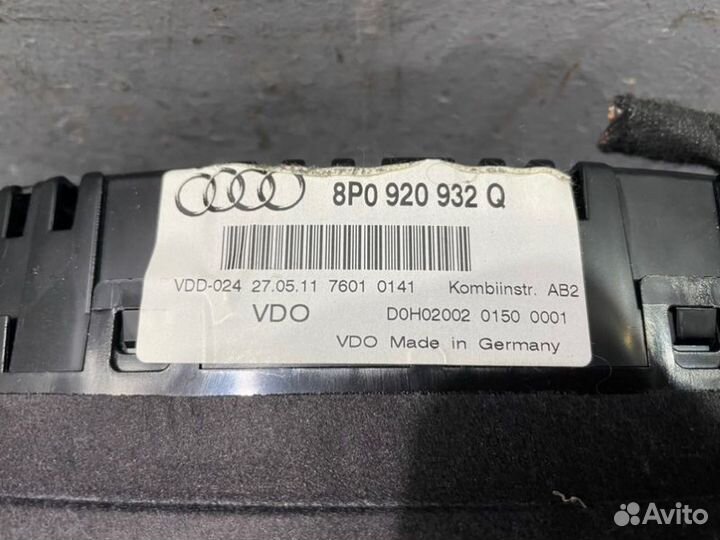 8P0 920 932 Q
VDD-024 27.05.11 7601 0141 Kombiinstr. AB2
VDO D0H02002 0150 0001
VDO Made in Germany
Avito